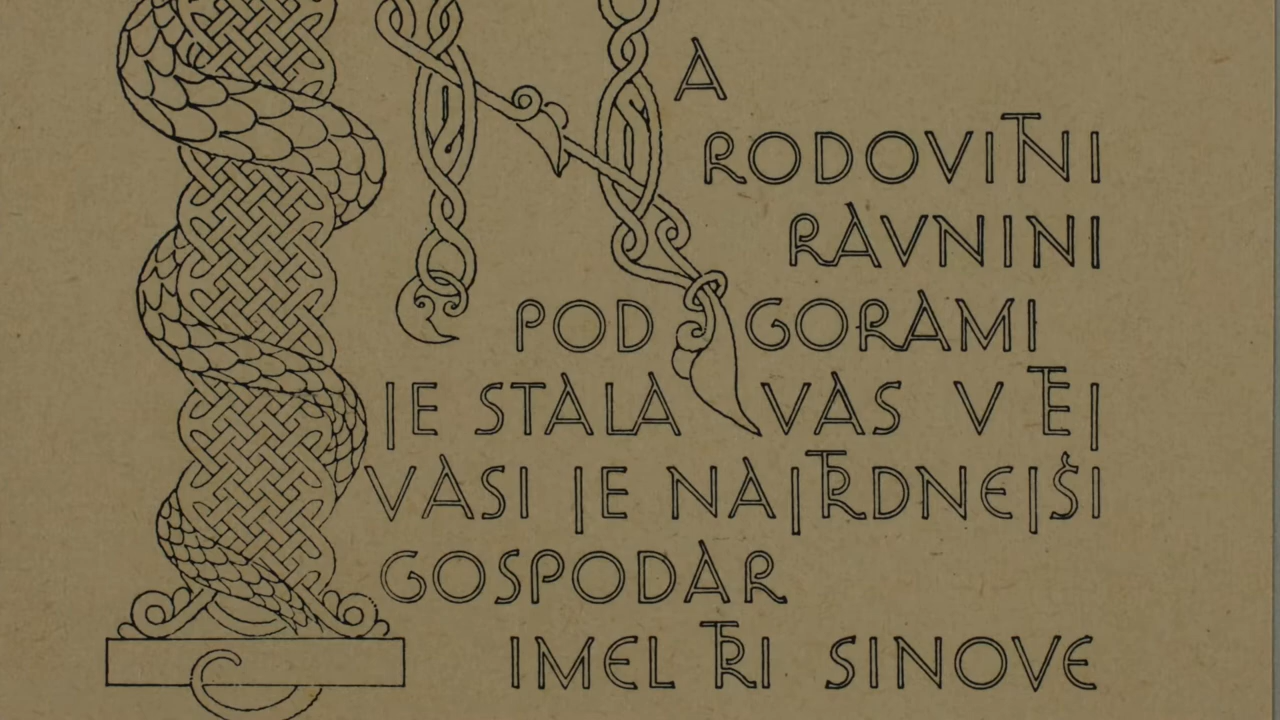 NA
RODOVITNI
RAVNINI
POD GORAMI
JE STALA VAS V TEJ
VASI JE NAJTRDNEJŠI
GOSPODAR
IMEL TRI SINOVE